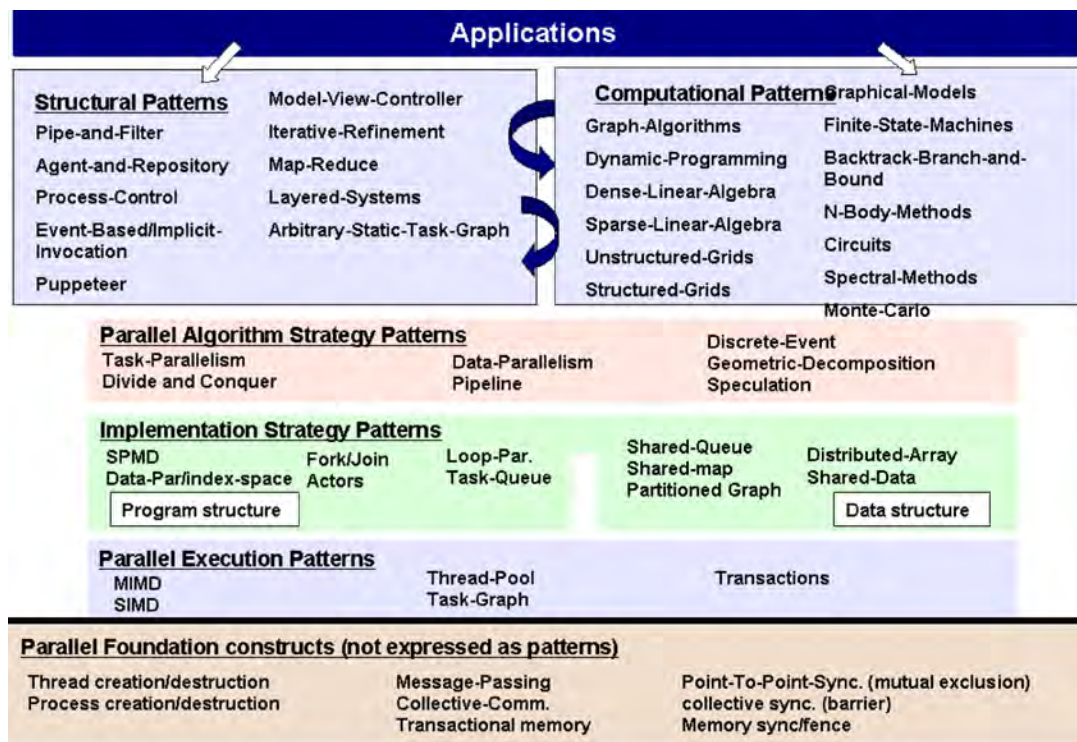 Applications
Structural Patterns
Pipe-and-Filter
Agent-and-Repository
Process-Control
Event-Based/Implicit-
Invocation
Puppeteer
Model-View-Controller
Iterative-Refinement
Map-Reduce
Layered-Systems
Arbitrary-Static-Task-Graph
Computational Patterns
Graph-Algorithms
Dynamic-Programming
Dense-Linear-Algebra
Sparse-Linear-Algebra
Unstructured-Grids
Structured-Grids
Graphical-Models
Finite-State-Machines
Backtrack-Branch-and-
Bound
N-Body-Methods
Circuits
Spectral-Methods
Monte-Carlo
Parallel Algorithm Strategy Patterns
Task-Parallelism
Divide and Conquer
Data-Parallelism
Pipeline
Discrete-Event
Geometric-Decomposition
Speculation
Implementation Strategy Patterns
SPMD
Data-Par/index-space
Fork/Join
Actors
Loop-Par.
Task-Queue
Program structure
Shared-Queue
Shared-map
Partitioned Graph
Distributed-Array
Shared-Data
Data structure
Parallel Execution Patterns
MIMD
SIMD
Thread-Pool
Task-Graph
Transactions
Parallel Foundation constructs (not expressed as patterns)
Thread creation/destruction
Process creation/destruction
Message-Passing
Collective-Comm.
Transactional memory
Point-To-Point-Sync. (mutual exclusion)
collective sync. (barrier)
Memory sync/fence